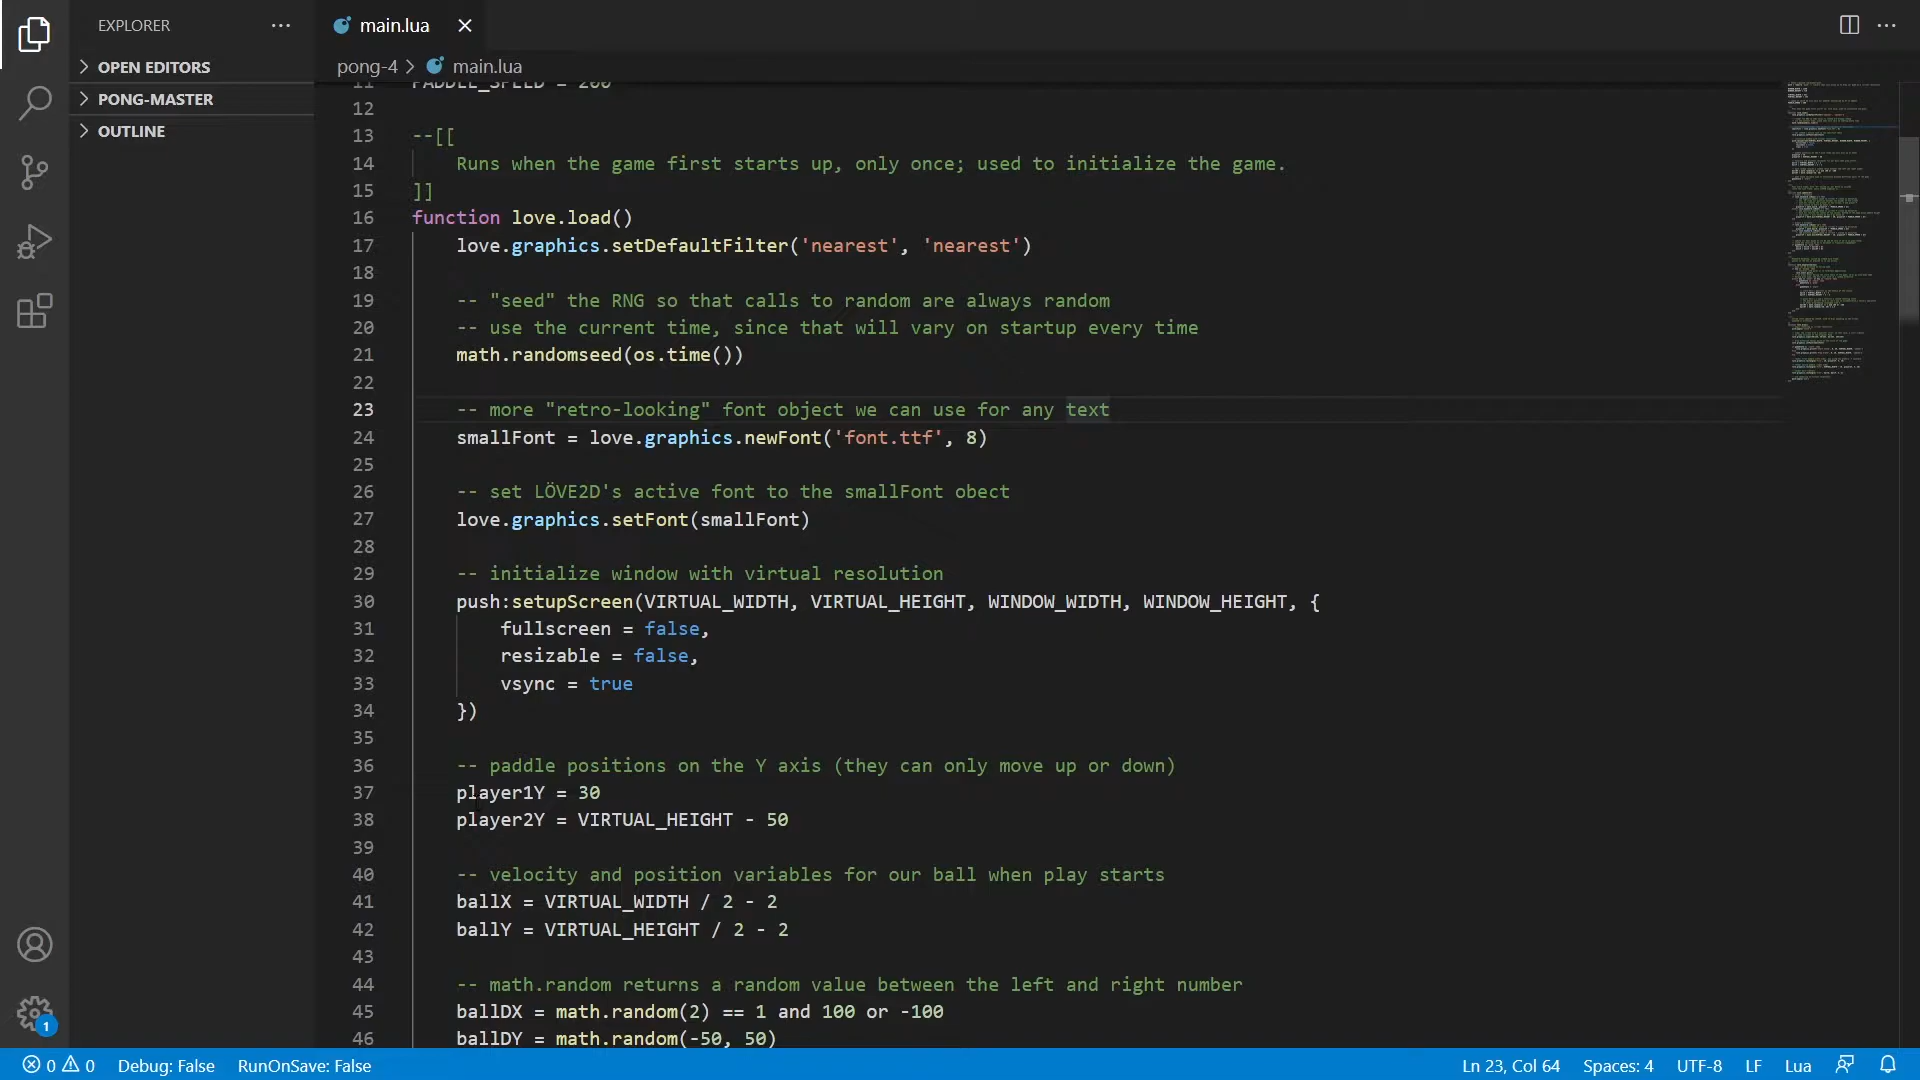 EXPLORER
OPEN EDITORS
PONG-MASTER
OUTLINE
main.lua
pong-4 > main.lua
11 PADDLE_SPEED = 200
12
13 --[[
14     Runs when the game first starts up, only once; used to initialize the game.
15 ]]
16 function love.load()
17     love.graphics.setDefaultFilter('nearest', 'nearest')
18
19     -- "seed" the RNG so that calls to random are always random
20     -- use the current time, since that will vary on startup every time
21     math.randomseed(os.time())
22
23     -- more "retro-looking" font object we can use for any text
24     smallFont = love.graphics.newFont('font.ttf', 8)
25
26     -- set LÖVE2D's active font to the smallFont obect
27     love.graphics.setFont(smallFont)
28
29     -- initialize window with virtual resolution
30     push:setupScreen(VIRTUAL_WIDTH, VIRTUAL_HEIGHT, WINDOW_WIDTH, WINDOW_HEIGHT, {
31         fullscreen = false,
32         resizable = false,
33         vsync = true
34     })
35
36     -- paddle positions on the Y axis (they can only move up or down)
37     player1Y = 30
38     player2Y = VIRTUAL_HEIGHT - 50
39
40     -- velocity and position variables for our ball when play starts
41     ballX = VIRTUAL_WIDTH / 2 - 2
42     ballY = VIRTUAL_HEIGHT / 2 - 2
43
44     -- math.random returns a random value between the left and right number
45     ballDX = math.random(2) == 1 and 100 or -100
46     ballDY = math.random(-50, 50)
1
0 0 Debug: False RunOnSave: False Ln 23, Col 64 Spaces: 4 UTF-8 LF Lua